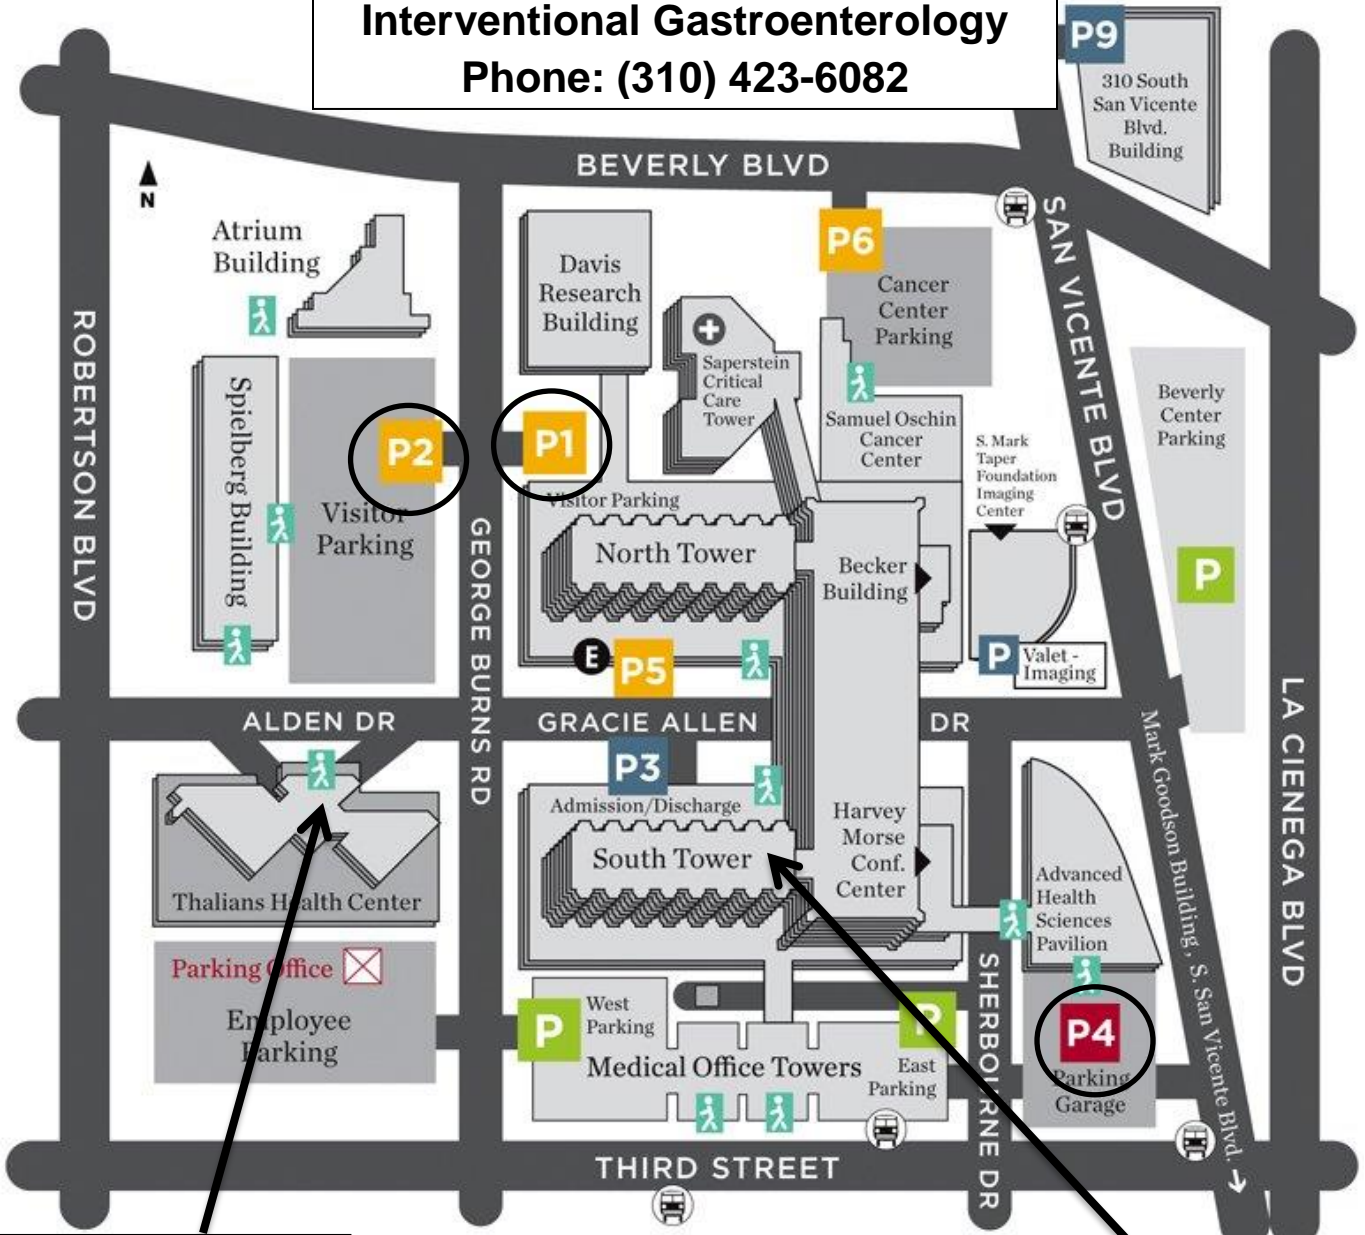 Interventional Gastroenterology
Phone: (310) 423-6082
P9
310 South
San Vicente
Blvd.
Building
BEVERLY BLVD
N
SAN VICENTE BLVD
Atrium
Building
Davis
Research
Building
P6
Cancer
Center
Parking
ROBERTSON BLVD
Saperstein
Critical
Care
Tower
Spielberg Building
P2
P1
Samuel Oschin
Cancer
Center
S. Mark
Taper
Foundation
Imaging
Center
Beverly
Center
Parking
Visitor
Parking
Visitor Parking
North Tower
Becker
Building
P
GEORGE BURNS RD
E
P5
P
Valet -
Imaging
ALDEN DR
GRACIE ALLEN
DR
LA CIENEGA BLVD
P3
Admission/Discharge
South Tower
Harvey
Morse
Conf.
Center
Mark Goodson Building, S. San Vicente Blvd.
Thalians Health Center
Advanced
Health
Sciences
Pavilion
Parking Office
Employee
Parking
P
West
Parking
P
Medical Office Towers
East
Parking
SHERBOURNE DR
P4
Parking
Garage
THIRD STREET